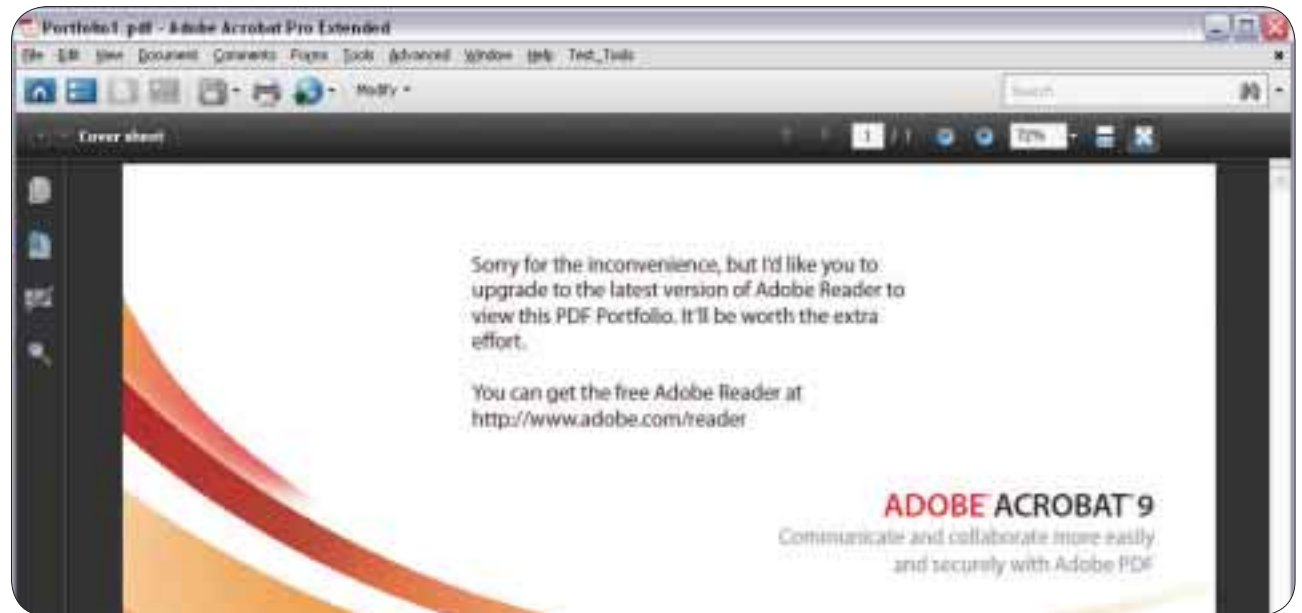 Portfolio1.pdf - Adobe Acrobat Pro Extended
File Edit View Document Comments Forms Tools Advanced Window Help Test_Tools
Modify
Search
Cover sheet
1 / 1
72%
Sorry for the inconvenience, but I'd like you to
upgrade to the latest version of Adobe Reader to
view this PDF Portfolio. It'll be worth the extra
effort.
You can get the free Adobe Reader at
http://www.adobe.com/reader
ADOBE® ACROBAT® 9
Communicate and collaborate more easily
and securely with Adobe PDF